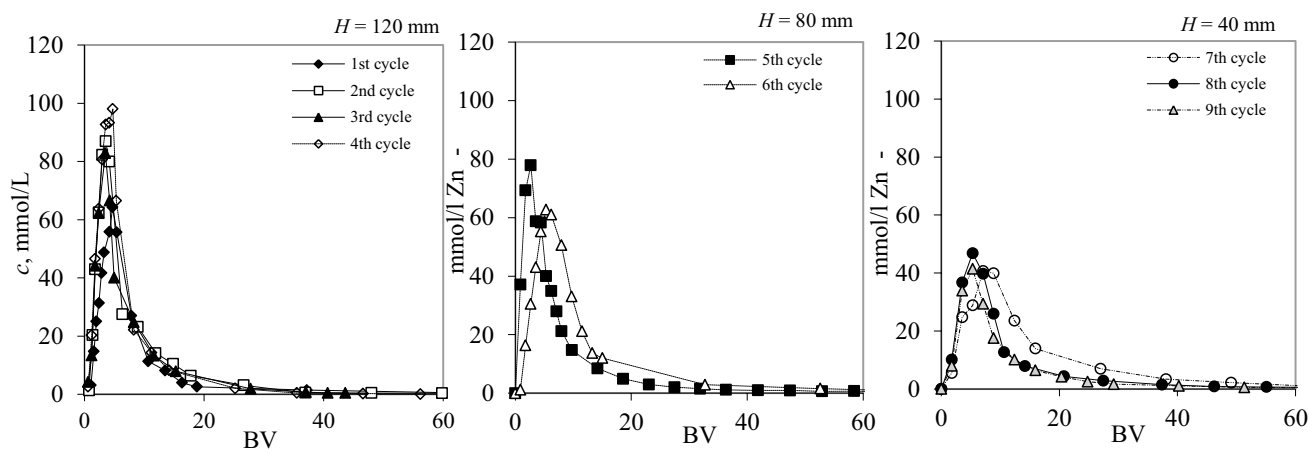 H = 120 mm
120
100
80
60
40
20
0
c, mmol/L
1st cycle
2nd cycle
3rd cycle
4th cycle
0 20 40 60
BV
H = 80 mm
120
100
80
60
40
20
0
mmol/l Zn -
5th cycle
6th cycle
0 20 40 60
BV
H = 40 mm
120
100
80
60
40
20
0
mmol/l Zn -
7th cycle
8th cycle
9th cycle
0 20 40 60
BV